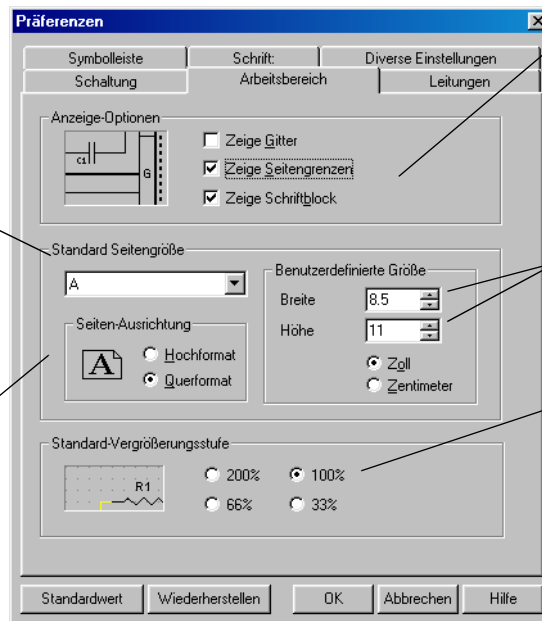 Präferenzen
Symbolleiste Schrift: Diverse Einstellungen
Schaltung Arbeitsbereich Leitungen
Anzeige-Optionen
C1
G
Zeige Gitter
Zeige Seitengrenzen
Zeige Schriftblock
Standard Seitengröße
A
Seiten-Ausrichtung
A
Hochformat
Querformat
Benutzerdefinierte Größe
Breite 8.5
Höhe 11
Zoll
Zentimeter
Standard-Vergrößerungsstufe
R1
200% 100%
66% 33%
Standardwert Wiederherstellen OK Abbrechen Hilfe